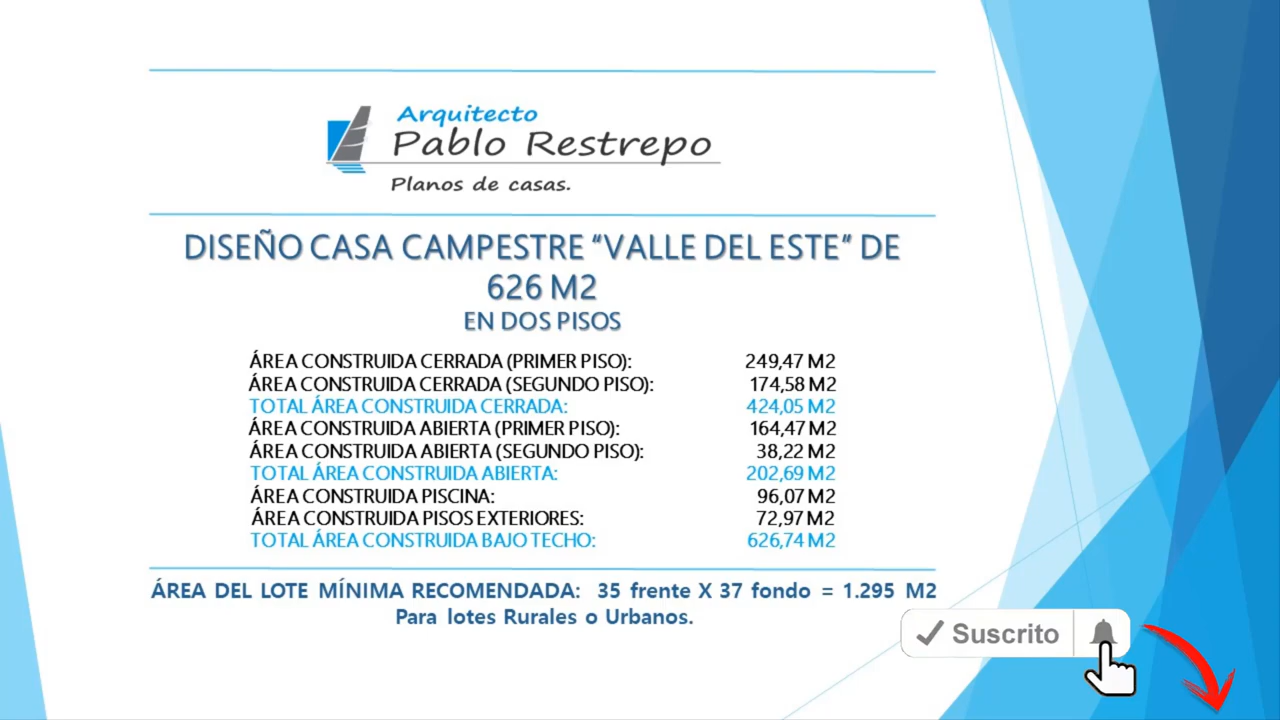 Arquitecto
Pablo Restrepo
Planos de casas.
DISEÑO CASA CAMPESTRE “VALLE DEL ESTE” DE
626 M2
EN DOS PISOS
ÁREA CONSTRUIDA CERRADA (PRIMER PISO): 249,47 M2
ÁREA CONSTRUIDA CERRADA (SEGUNDO PISO): 174,58 M2
TOTAL ÁREA CONSTRUIDA CERRADA: 424,05 M2
ÁREA CONSTRUIDA ABIERTA (PRIMER PISO): 164,47 M2
ÁREA CONSTRUIDA ABIERTA (SEGUNDO PISO): 38,22 M2
TOTAL ÁREA CONSTRUIDA ABIERTA: 202,69 M2
ÁREA CONSTRUIDA PISCINA: 96,07 M2
ÁREA CONSTRUIDA PISOS EXTERIORES: 72,97 M2
TOTAL ÁREA CONSTRUIDA BAJO TECHO: 626,74 M2
ÁREA DEL LOTE MÍNIMA RECOMENDADA: 35 frente X 37 fondo = 1.295 M2
Para lotes Rurales o Urbanos.
Suscrito